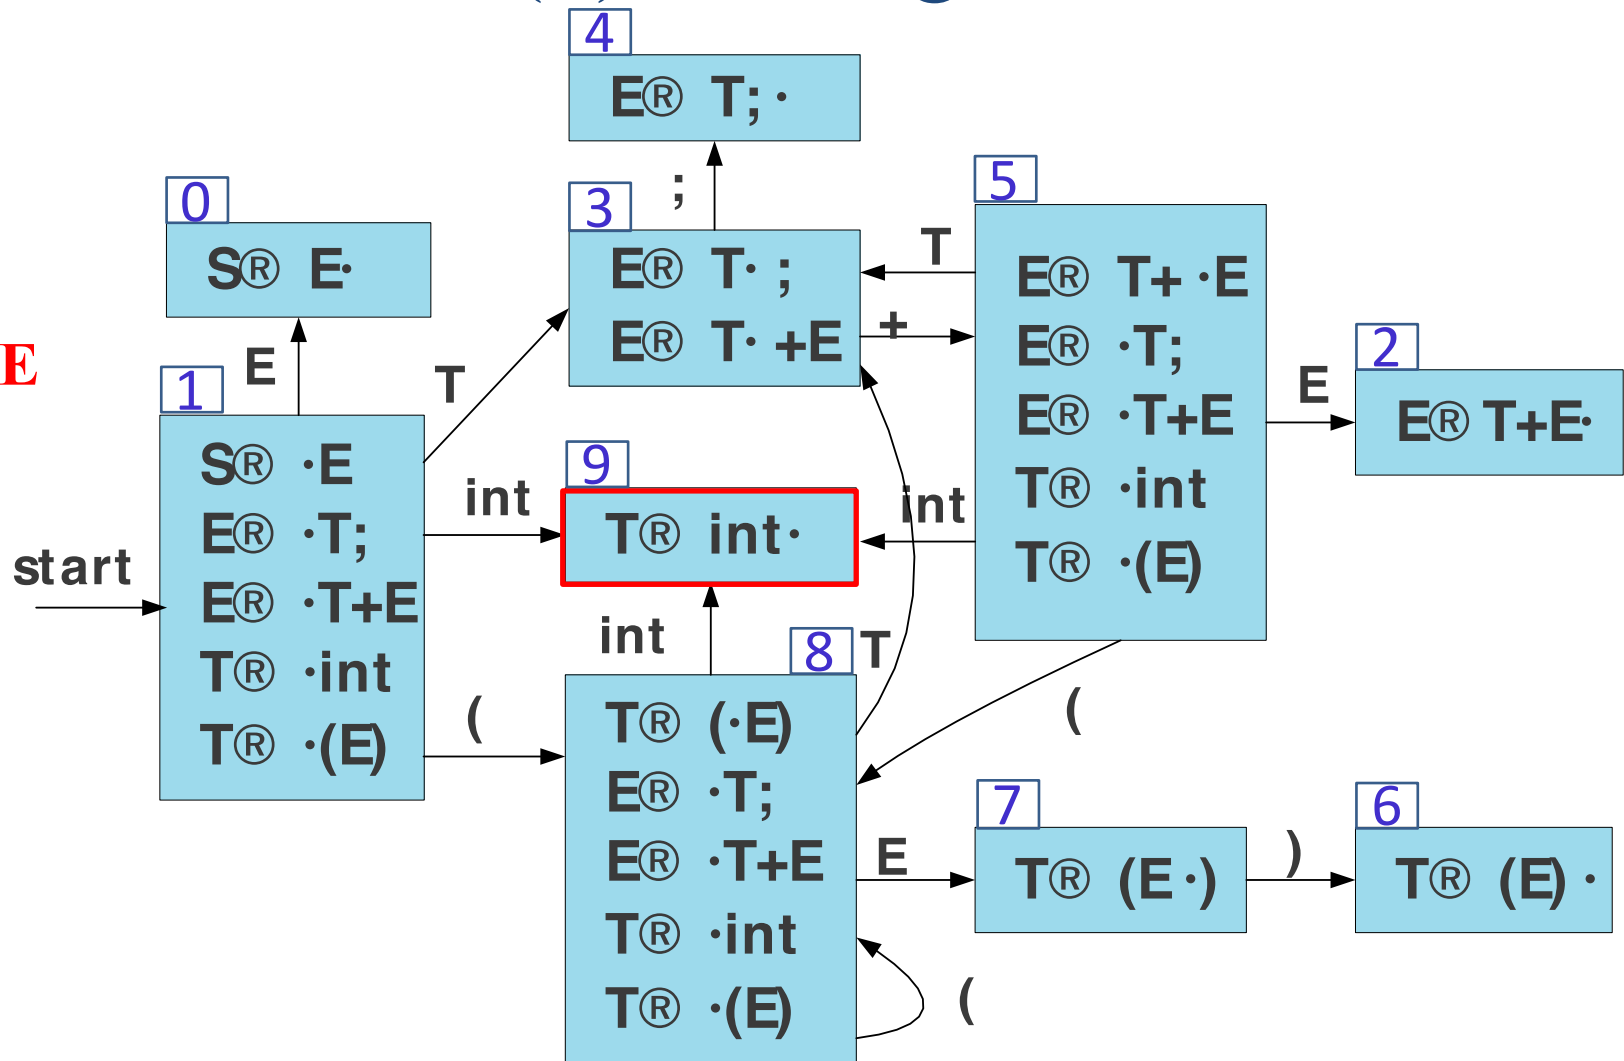 4
E® T; ·
;
0
S® E·
3
E® T· ;
E® T· +E
T
+
5
E® T+ ·E
E® ·T;
E® ·T+E
T® ·int
T® ·(E)
E
2
E® T+E·
E
E
T
1
S® ·E
E® ·T;
E® ·T+E
T® ·int
T® ·(E)
start
int
9
T® int·
int
int
T
(
(
8
T® (·E)
E® ·T;
E® ·T+E
T® ·int
T® ·(E)
(
E
7
T® (E ·)
)
6
T® (E) ·